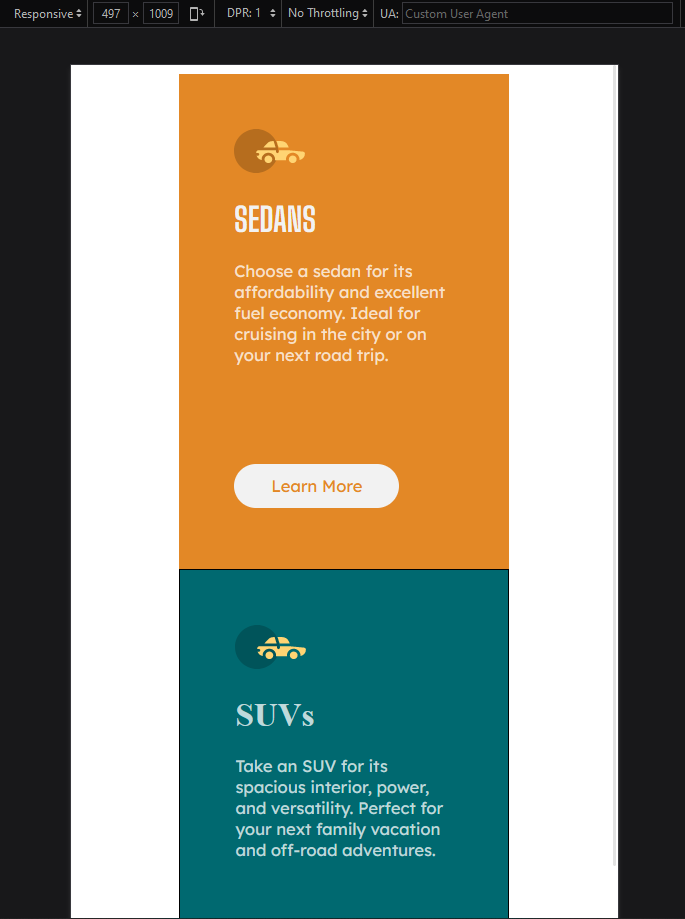 Responsive 497 × 1009 DPR: 1 No Throttling UA: Custom User Agent
SEDANS
Choose a sedan for its
affordability and excellent
fuel economy. Ideal for
cruising in the city or on
your next road trip.
Learn More
SUVs
Take an SUV for its
spacious interior, power,
and versatility. Perfect for
your next family vacation
and off-road adventures.